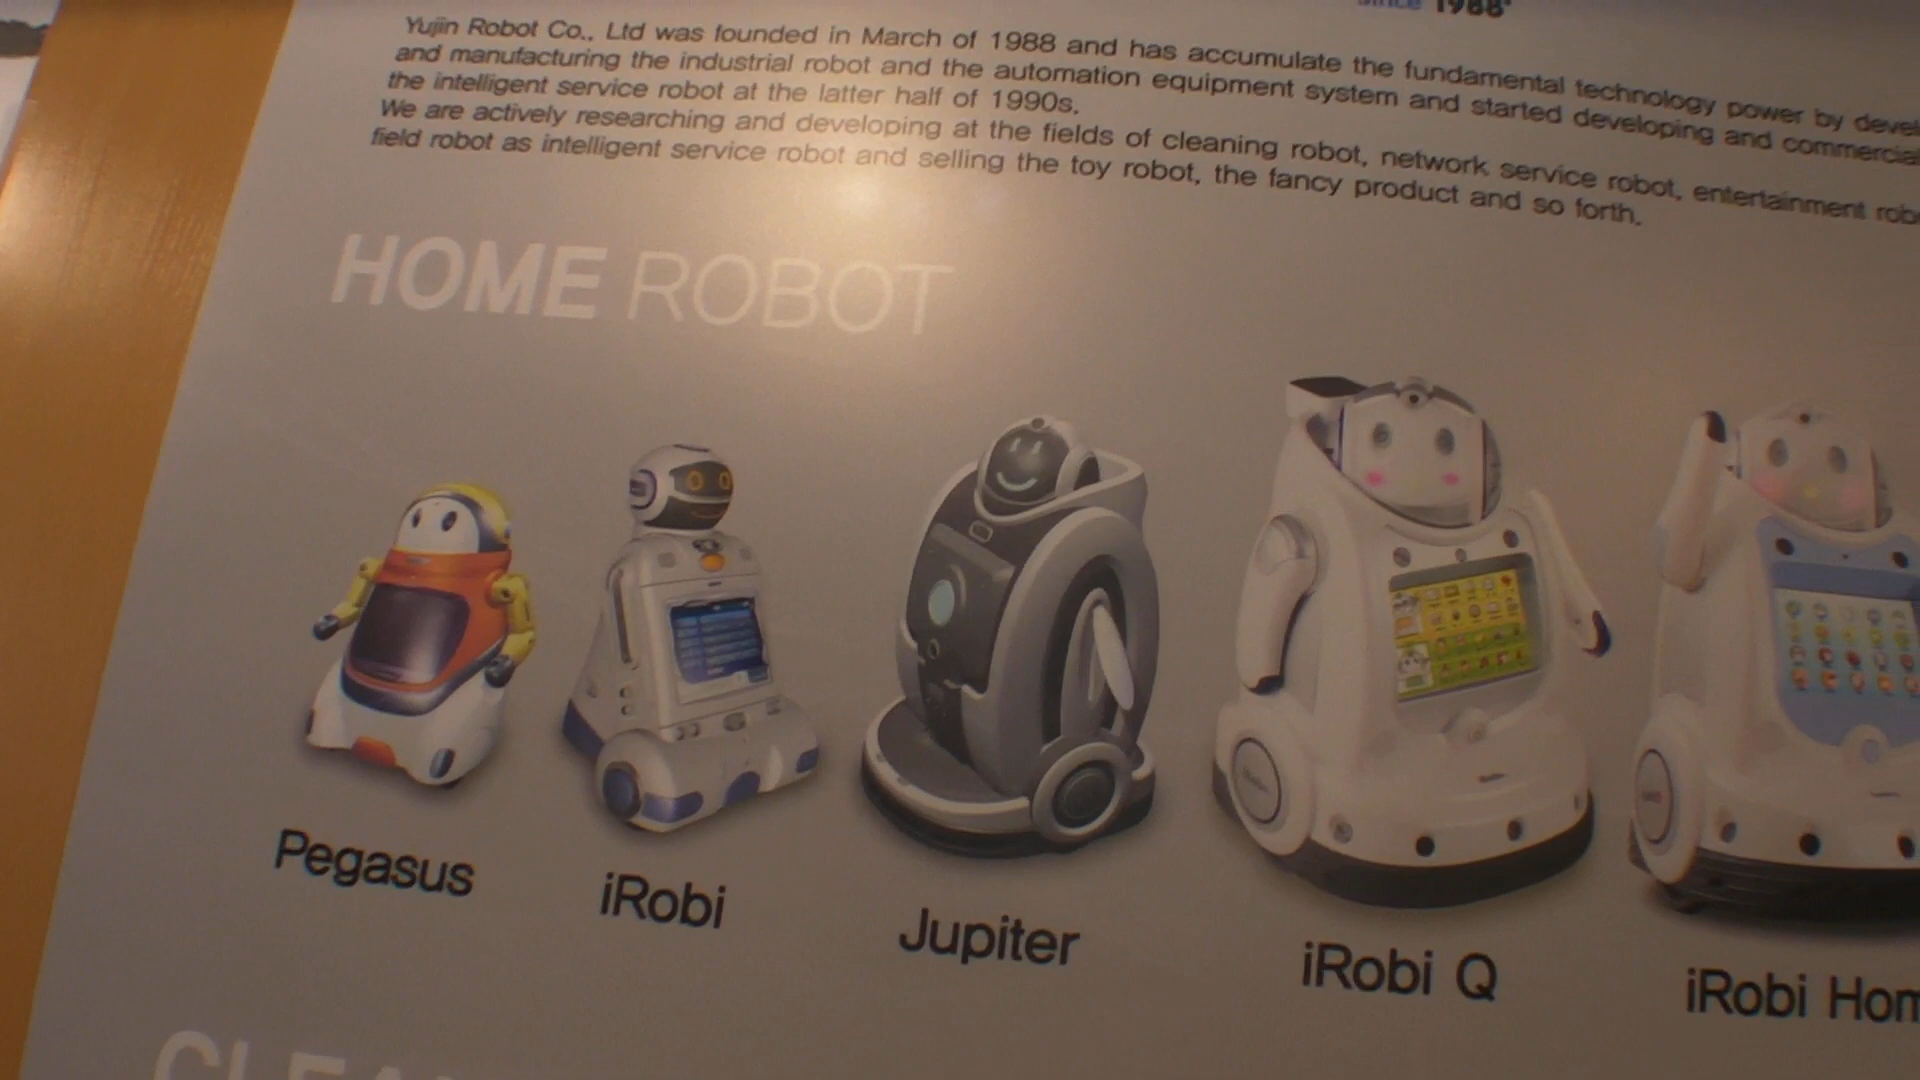 since 1988
Yujin Robot Co., Ltd was founded in March of 1988 and has accumulate the fundamental technology power by devel
and manufacturing the industrial robot and the automation equipment system and started developing and commercial
the intelligent service robot at the latter half of 1990s.
We are actively researching and developing at the fields of cleaning robot, network service robot, entertainment rob
field robot as intelligent service robot and selling the toy robot, the fancy product and so forth.
HOME ROBOT
Pegasus
iRobi
Jupiter
iRobi Q
iRobi Hom
CLEA